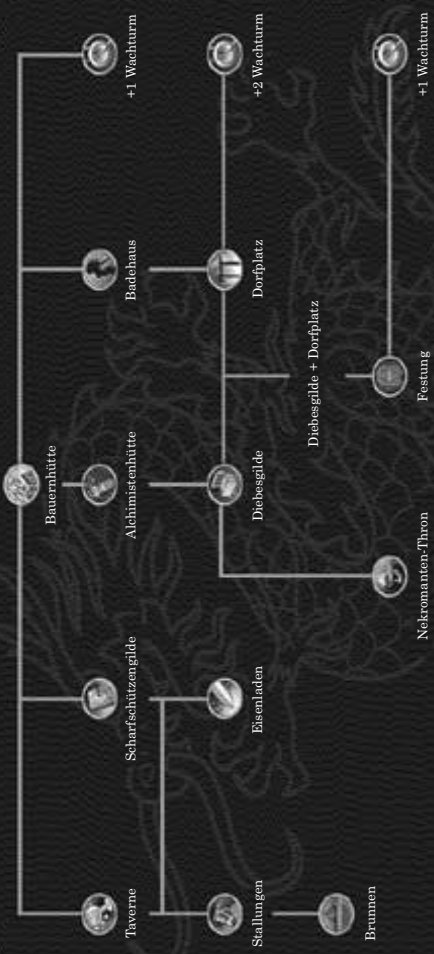 Bauernhütte
Taverne
Scharfschützengilde
Alchimistenhütte
Badehaus
+1 Wachturm
Stallungen
Eisenladen
Diebesgilde
Dorfplatz
+2 Wachturm
Diebesgilde + Dorfplatz
Brunnen
Nekromanten-Thron
Festung
+1 Wachturm